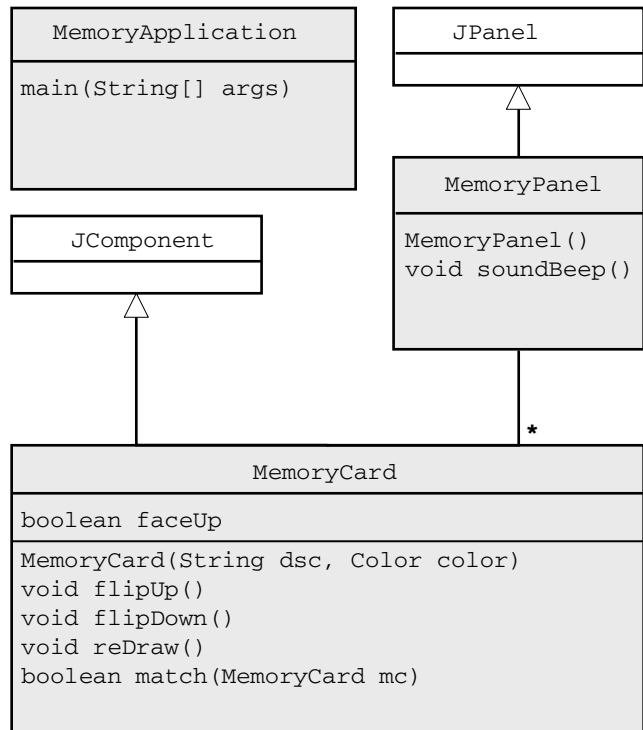 MemoryApplication
main(String[] args)
JPanel
MemoryPanel
MemoryPanel()
void soundBeep()
JComponent
*
MemoryCard
boolean faceUp
MemoryCard(String dsc, Color color)
void flipUp()
void flipDown()
void reDraw()
boolean match(MemoryCard mc)